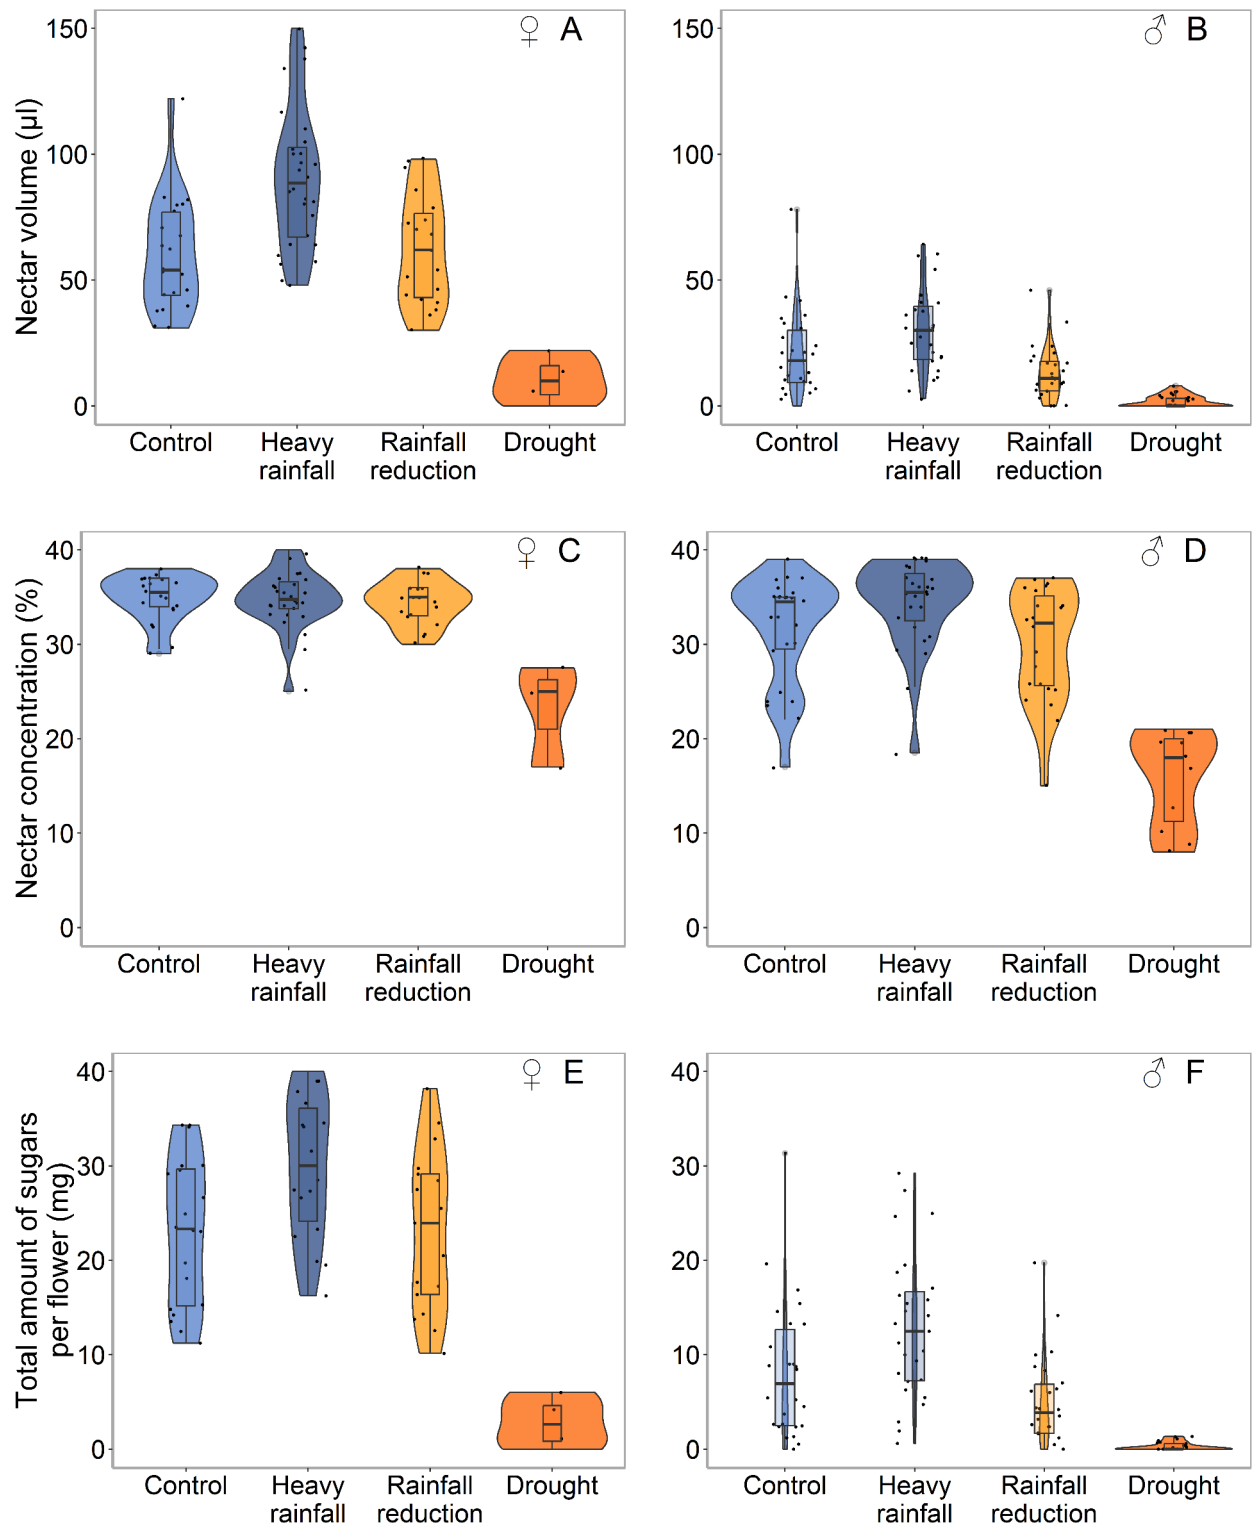 ♀ A
Nectar volume (µl)
150
100
50
0
Control
Heavy
rainfall
Rainfall
reduction
Drought
♂ B
150
100
50
0
Control
Heavy
rainfall
Rainfall
reduction
Drought
♀ C
Nectar concentration (%)
40
30
20
10
0
Control
Heavy
rainfall
Rainfall
reduction
Drought
♂ D
40
30
20
10
0
Control
Heavy
rainfall
Rainfall
reduction
Drought
♀ E
Total amount of sugars
per flower (mg)
40
30
20
10
0
Control
Heavy
rainfall
Rainfall
reduction
Drought
♂ F
40
30
20
10
0
Control
Heavy
rainfall
Rainfall
reduction
Drought